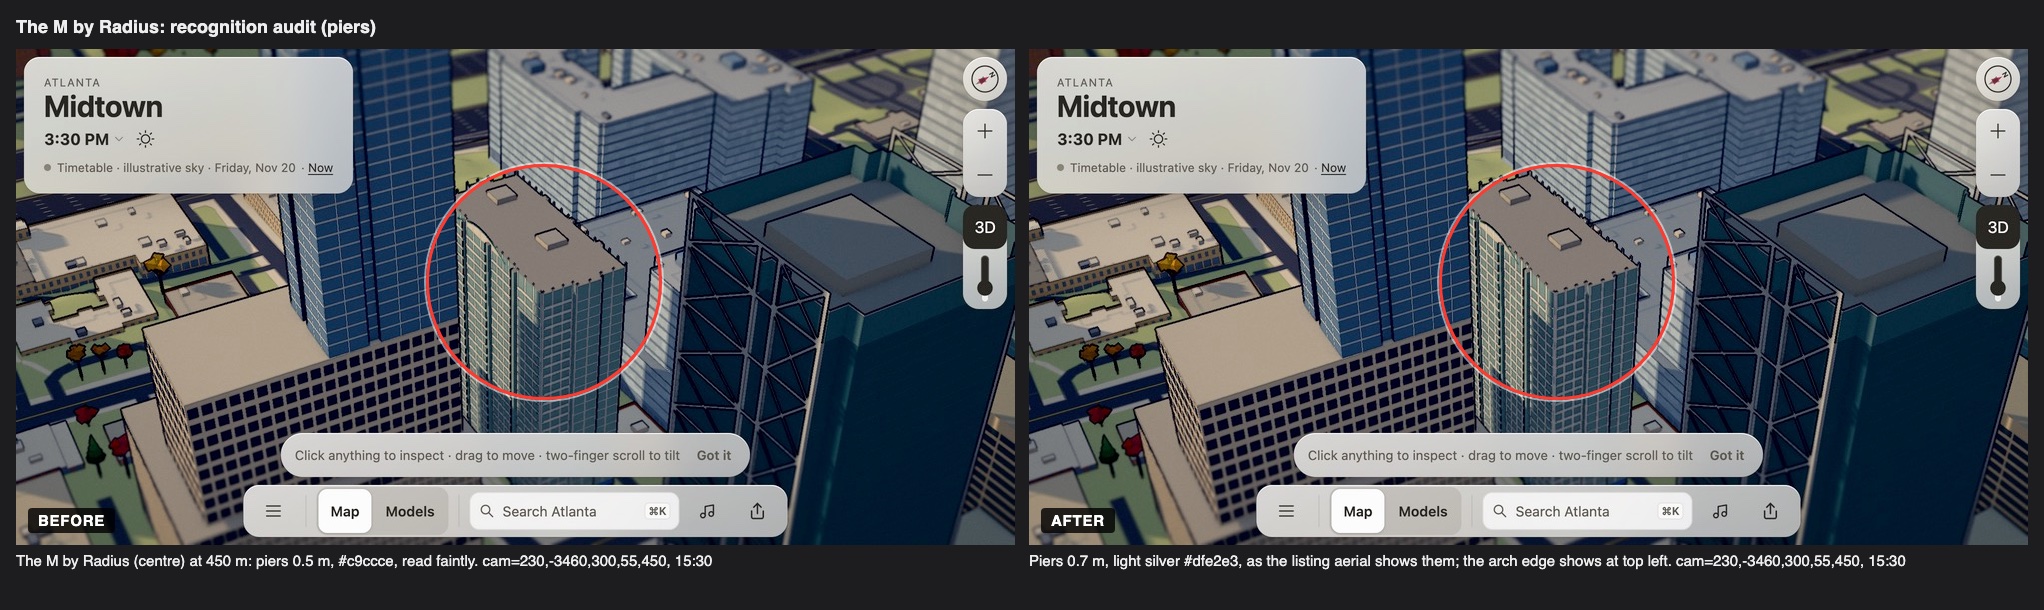 The M by Radius: recognition audit (piers)
ATLANTA
Midtown
3:30 PM
Timetable · illustrative sky · Friday, Nov 20 · Now
3D
Click anything to inspect · drag to move · two-finger scroll to tilt Got it
Map Models Search Atlanta ⌘K
BEFORE
The M by Radius (centre) at 450 m: piers 0.5 m, #c9ccce, read faintly. cam=230,-3460,300,55,450, 15:30
ATLANTA
Midtown
3:30 PM
Timetable · illustrative sky · Friday, Nov 20 · Now
3D
Click anything to inspect · drag to move · two-finger scroll to tilt Got it
Map Models Search Atlanta ⌘K
AFTER
Piers 0.7 m, light silver #dfe2e3, as the listing aerial shows them; the arch edge shows at top left. cam=230,-3460,300,55,450, 15:30